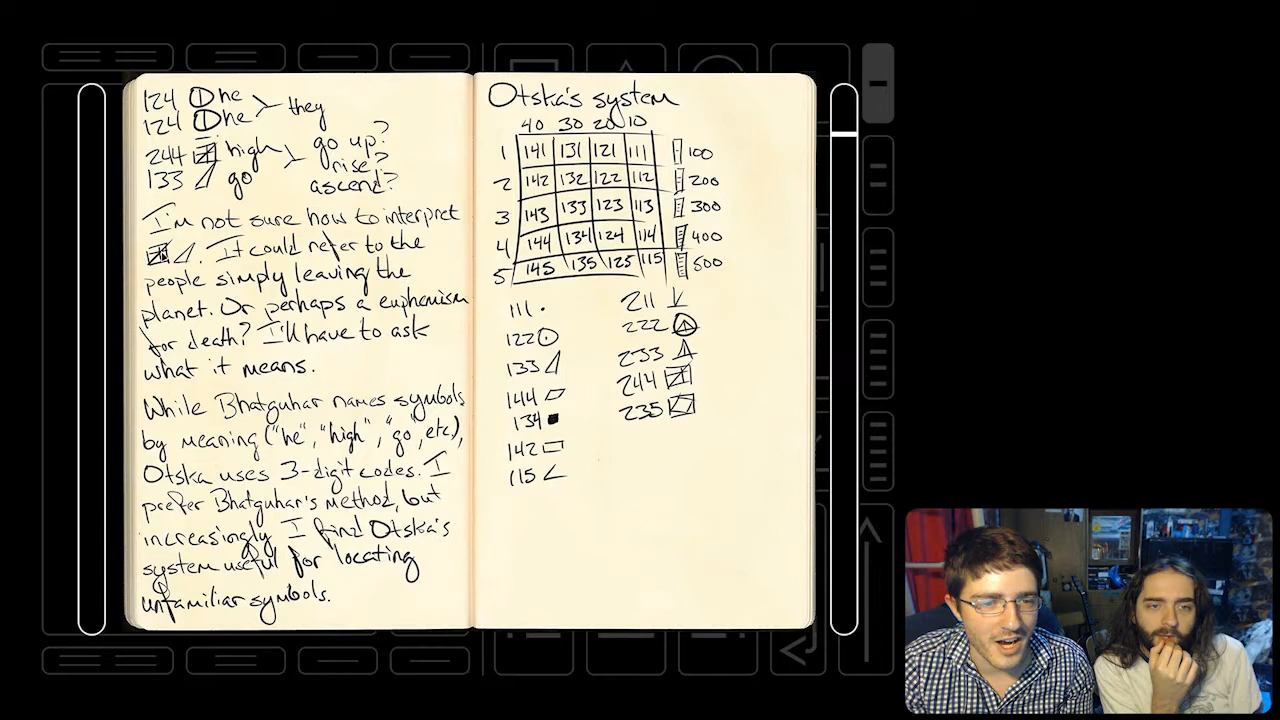 124 he
124 he
they
244 high
133 go
go up?
rise?
ascend?
I'm not sure how to interpret
. It could refer to the
people simply leaving the
planet. Or perhaps a euphemism
for death? I'll have to ask
what it means.
While Bhatguhar names symbols
by meaning ("he", "high", "go", etc),
Otska uses 3-digit codes. I
prefer Bhatguhar's method, but
increasingly I find Otska's
system useful for locating
unfamiliar symbols.
Otska's system
40 30 20 10
1 141 131 121 111 100
2 142 132 122 112 200
3 143 133 123 113 300
4 144 134 124 114 400
5 145 135 125 115 500
111
122
133
144
134
142
115
211
222
233
244
235